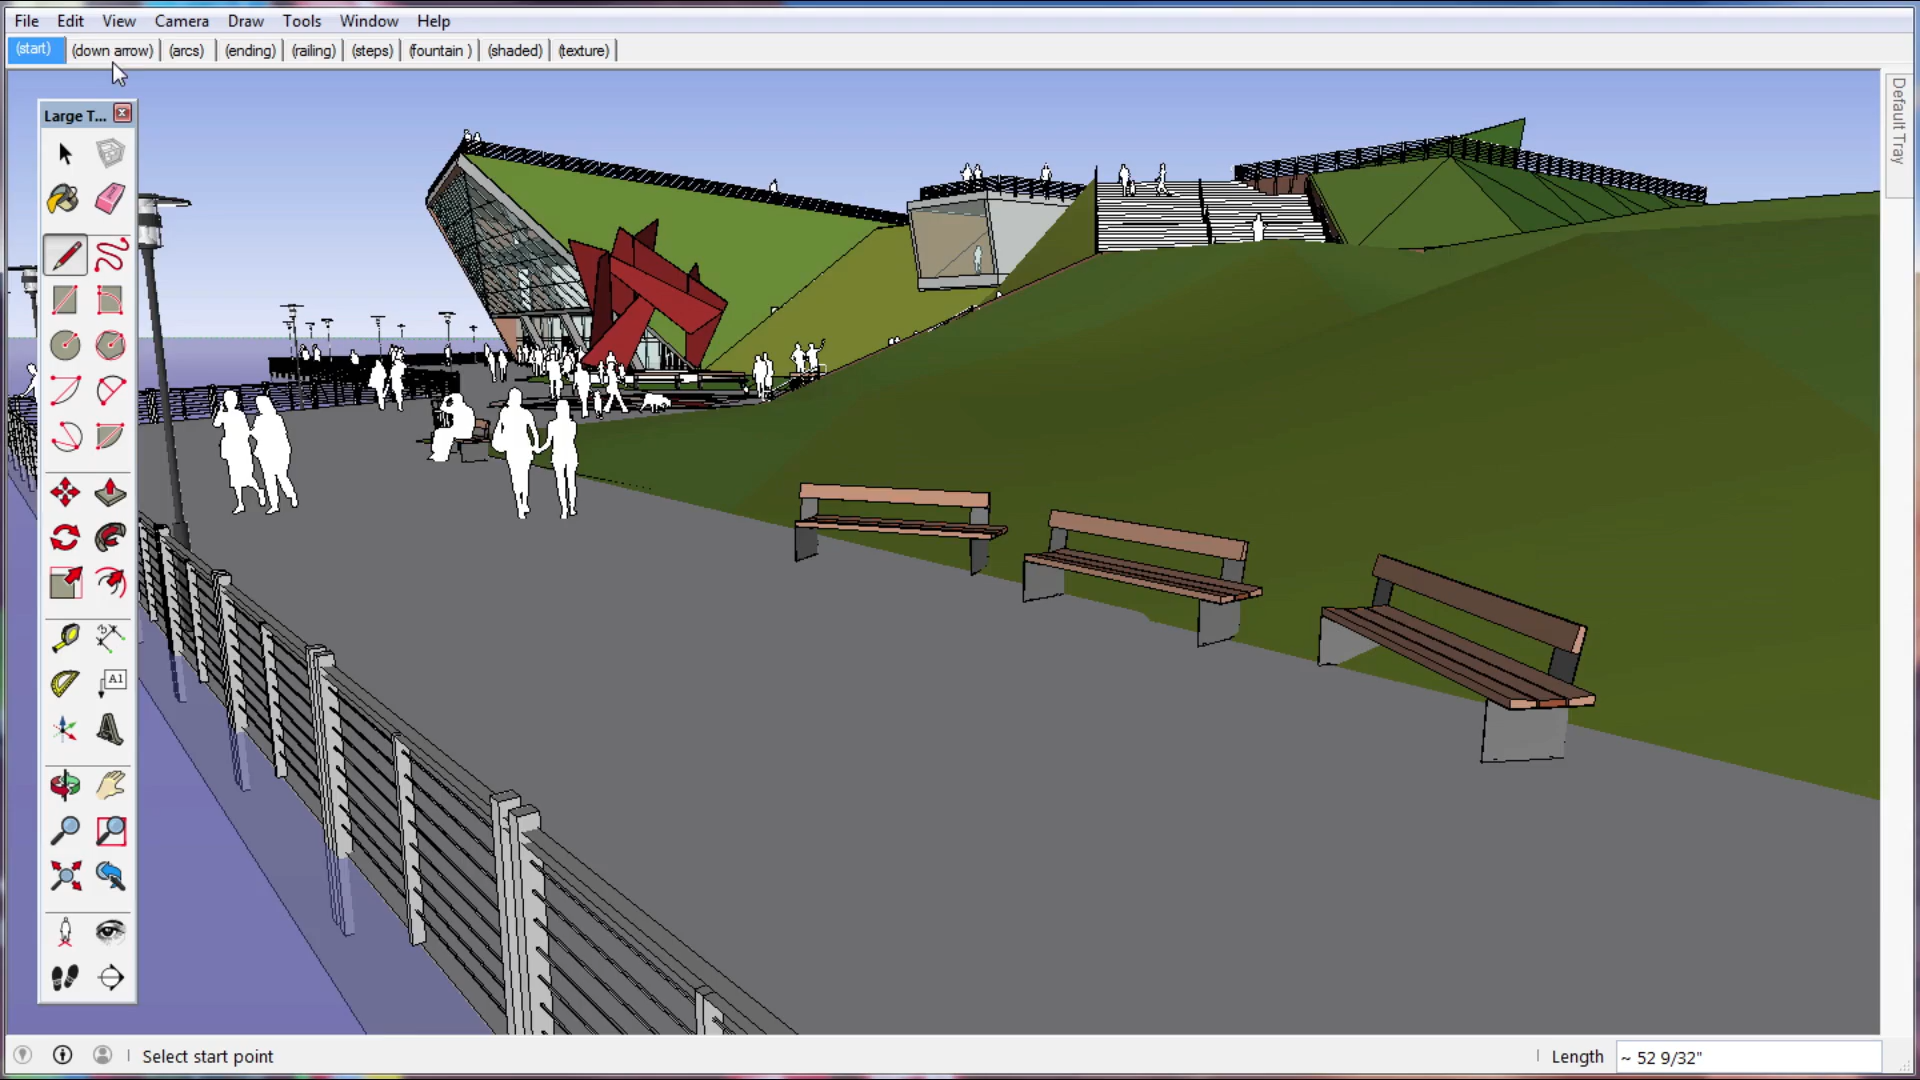 File Edit View Camera Draw Tools Window Help
(start) (down arrow) (arcs) (ending) (railing) (steps) (fountain ) (shaded) (texture)
Default Tray
Large T...
A1
Select start point
Length ~ 52 9/32"